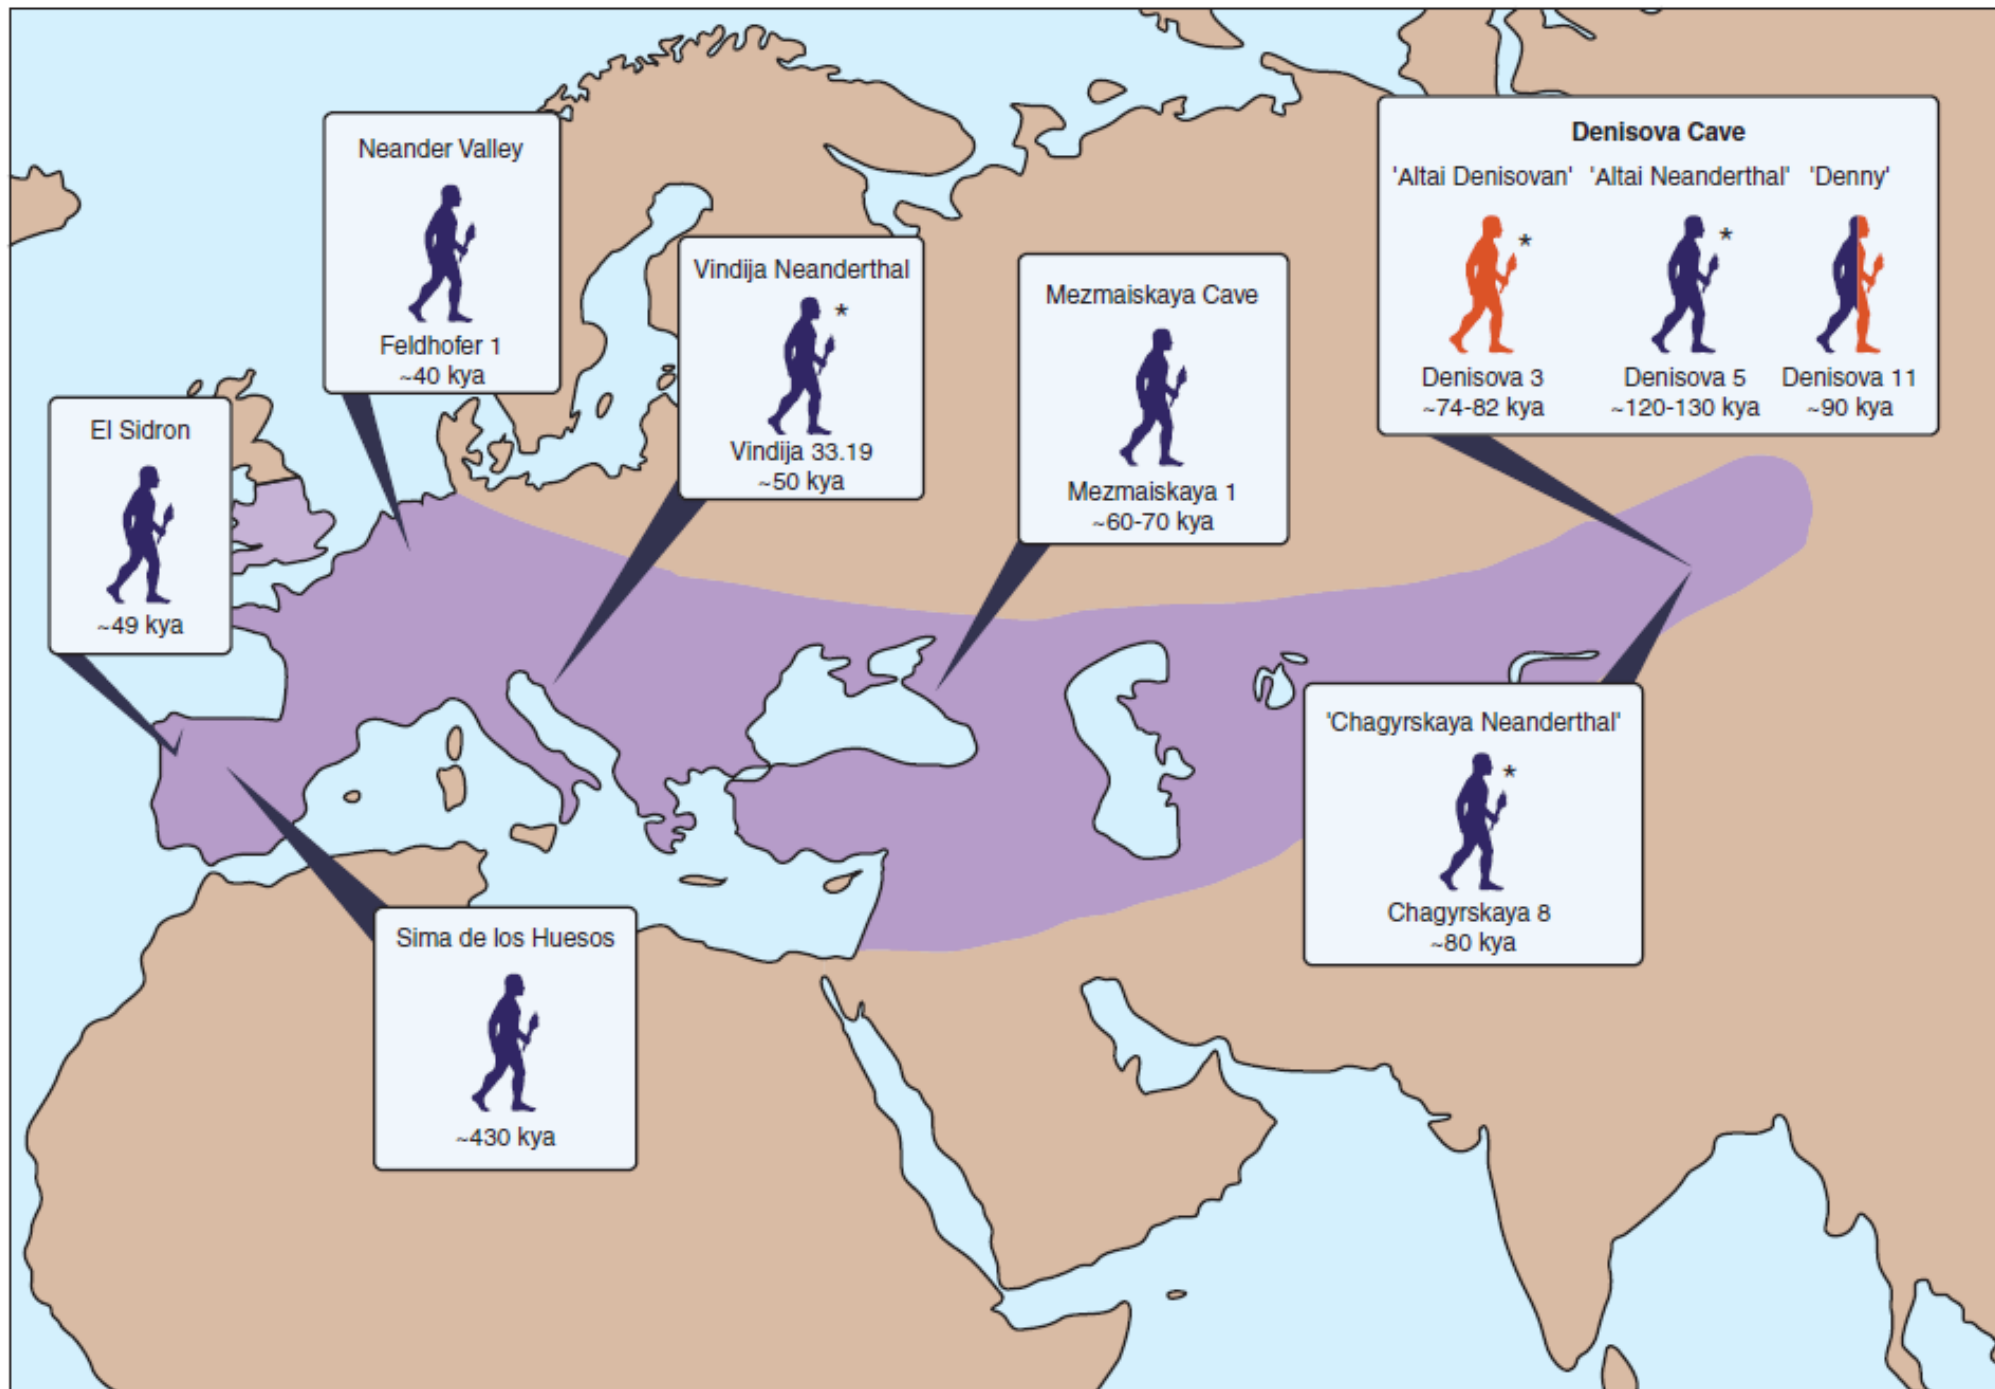 Neander Valley
Feldhofer 1
~40 kya
El Sidron
~49 kya
Vindija Neanderthal
*
Vindija 33.19
~50 kya
Mezmaiskaya Cave
Mezmaiskaya 1
~60-70 kya
Denisova Cave
'Altai Denisovan' 'Altai Neanderthal' 'Denny'
* *
Denisova 3 Denisova 5 Denisova 11
~74-82 kya ~120-130 kya ~90 kya
'Chagyrskaya Neanderthal'
*
Chagyrskaya 8
~80 kya
Sima de los Huesos
~430 kya